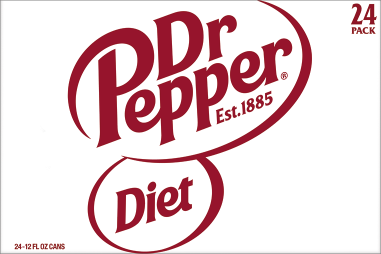 Dr
Pepper®
Est.1885
Diet
24
PACK
24-12 FL OZ CANS